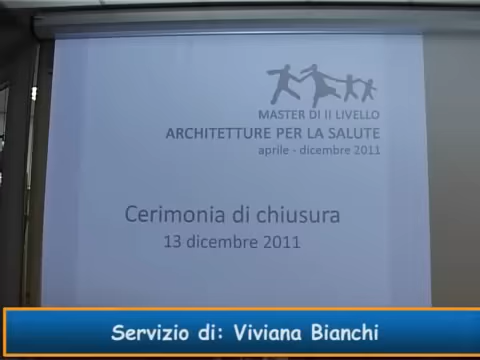 MASTER DI II LIVELLO
ARCHITETTURE PER LA SALUTE
aprile - dicembre 2011
Cerimonia di chiusura
13 dicembre 2011
Servizio di: Viviana Bianchi